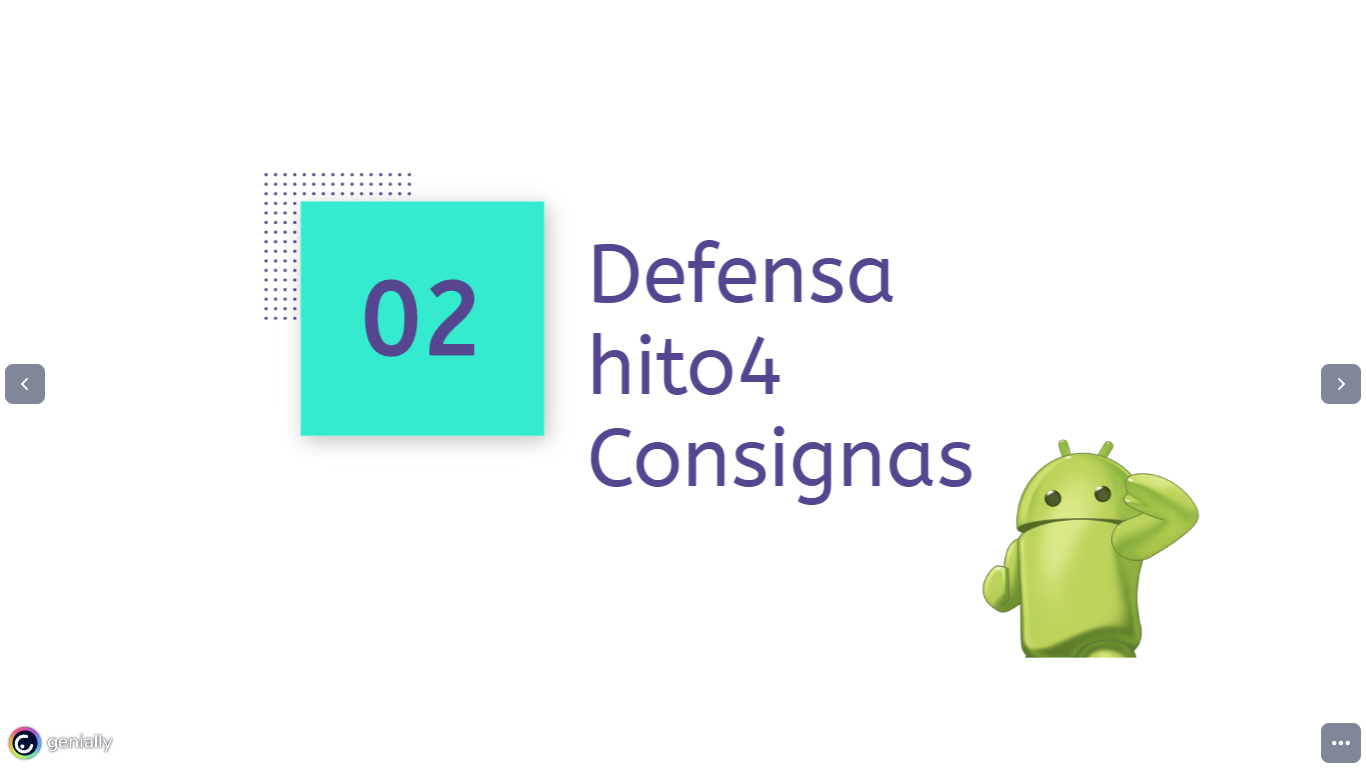 02
Defensa
hito4
Consignas
genially